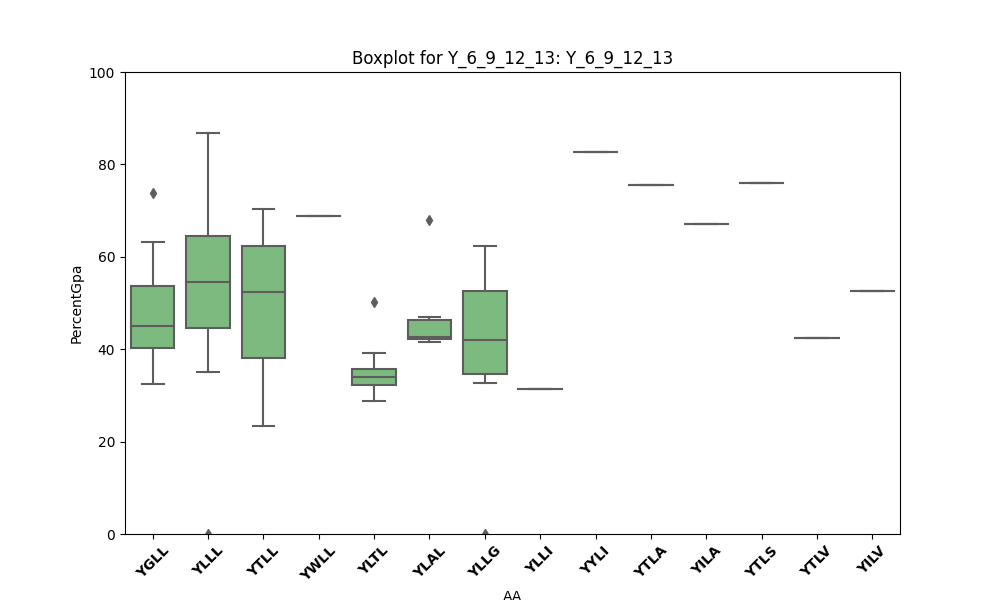 Boxplot for Y_6_9_12_13: Y_6_9_12_13
100
80
60
40
20
0
PercentGpa
YGLL YLLL YTLL YWLL YLTL YLAL YLLG YLLI YYLI YTLA YILA YTLS YTLV YILV
AA